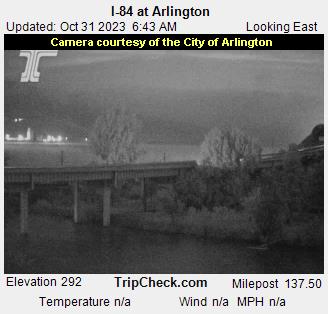 I-84 at Arlington
Updated: Oct 31 2023 6:43 AM Looking East
Camera courtesy of the City of Arlington
Elevation 292 TripCheck.com Milepost 137.50
Temperature n/a Wind n/a MPH n/a